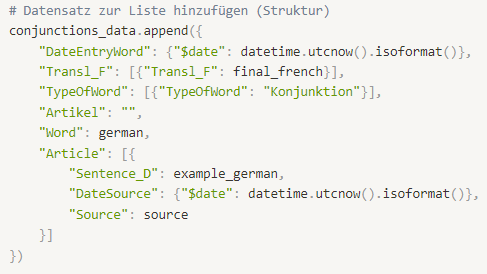 # Datensatz zur Liste hinzufügen (Struktur)
conjunctions_data.append({
    "DateEntryWord": {"$date": datetime.utcnow().isoformat()},
    "Transl_F": [{"Transl_F": final_french}],
    "TypeOfWord": [{"TypeOfWord": "Konjunktion"}],
    "Artikel": "",
    "Word": german,
    "Article": [{
        "Sentence_D": example_german,
        "DateSource": {"$date": datetime.utcnow().isoformat()},
        "Source": source
    }]
})